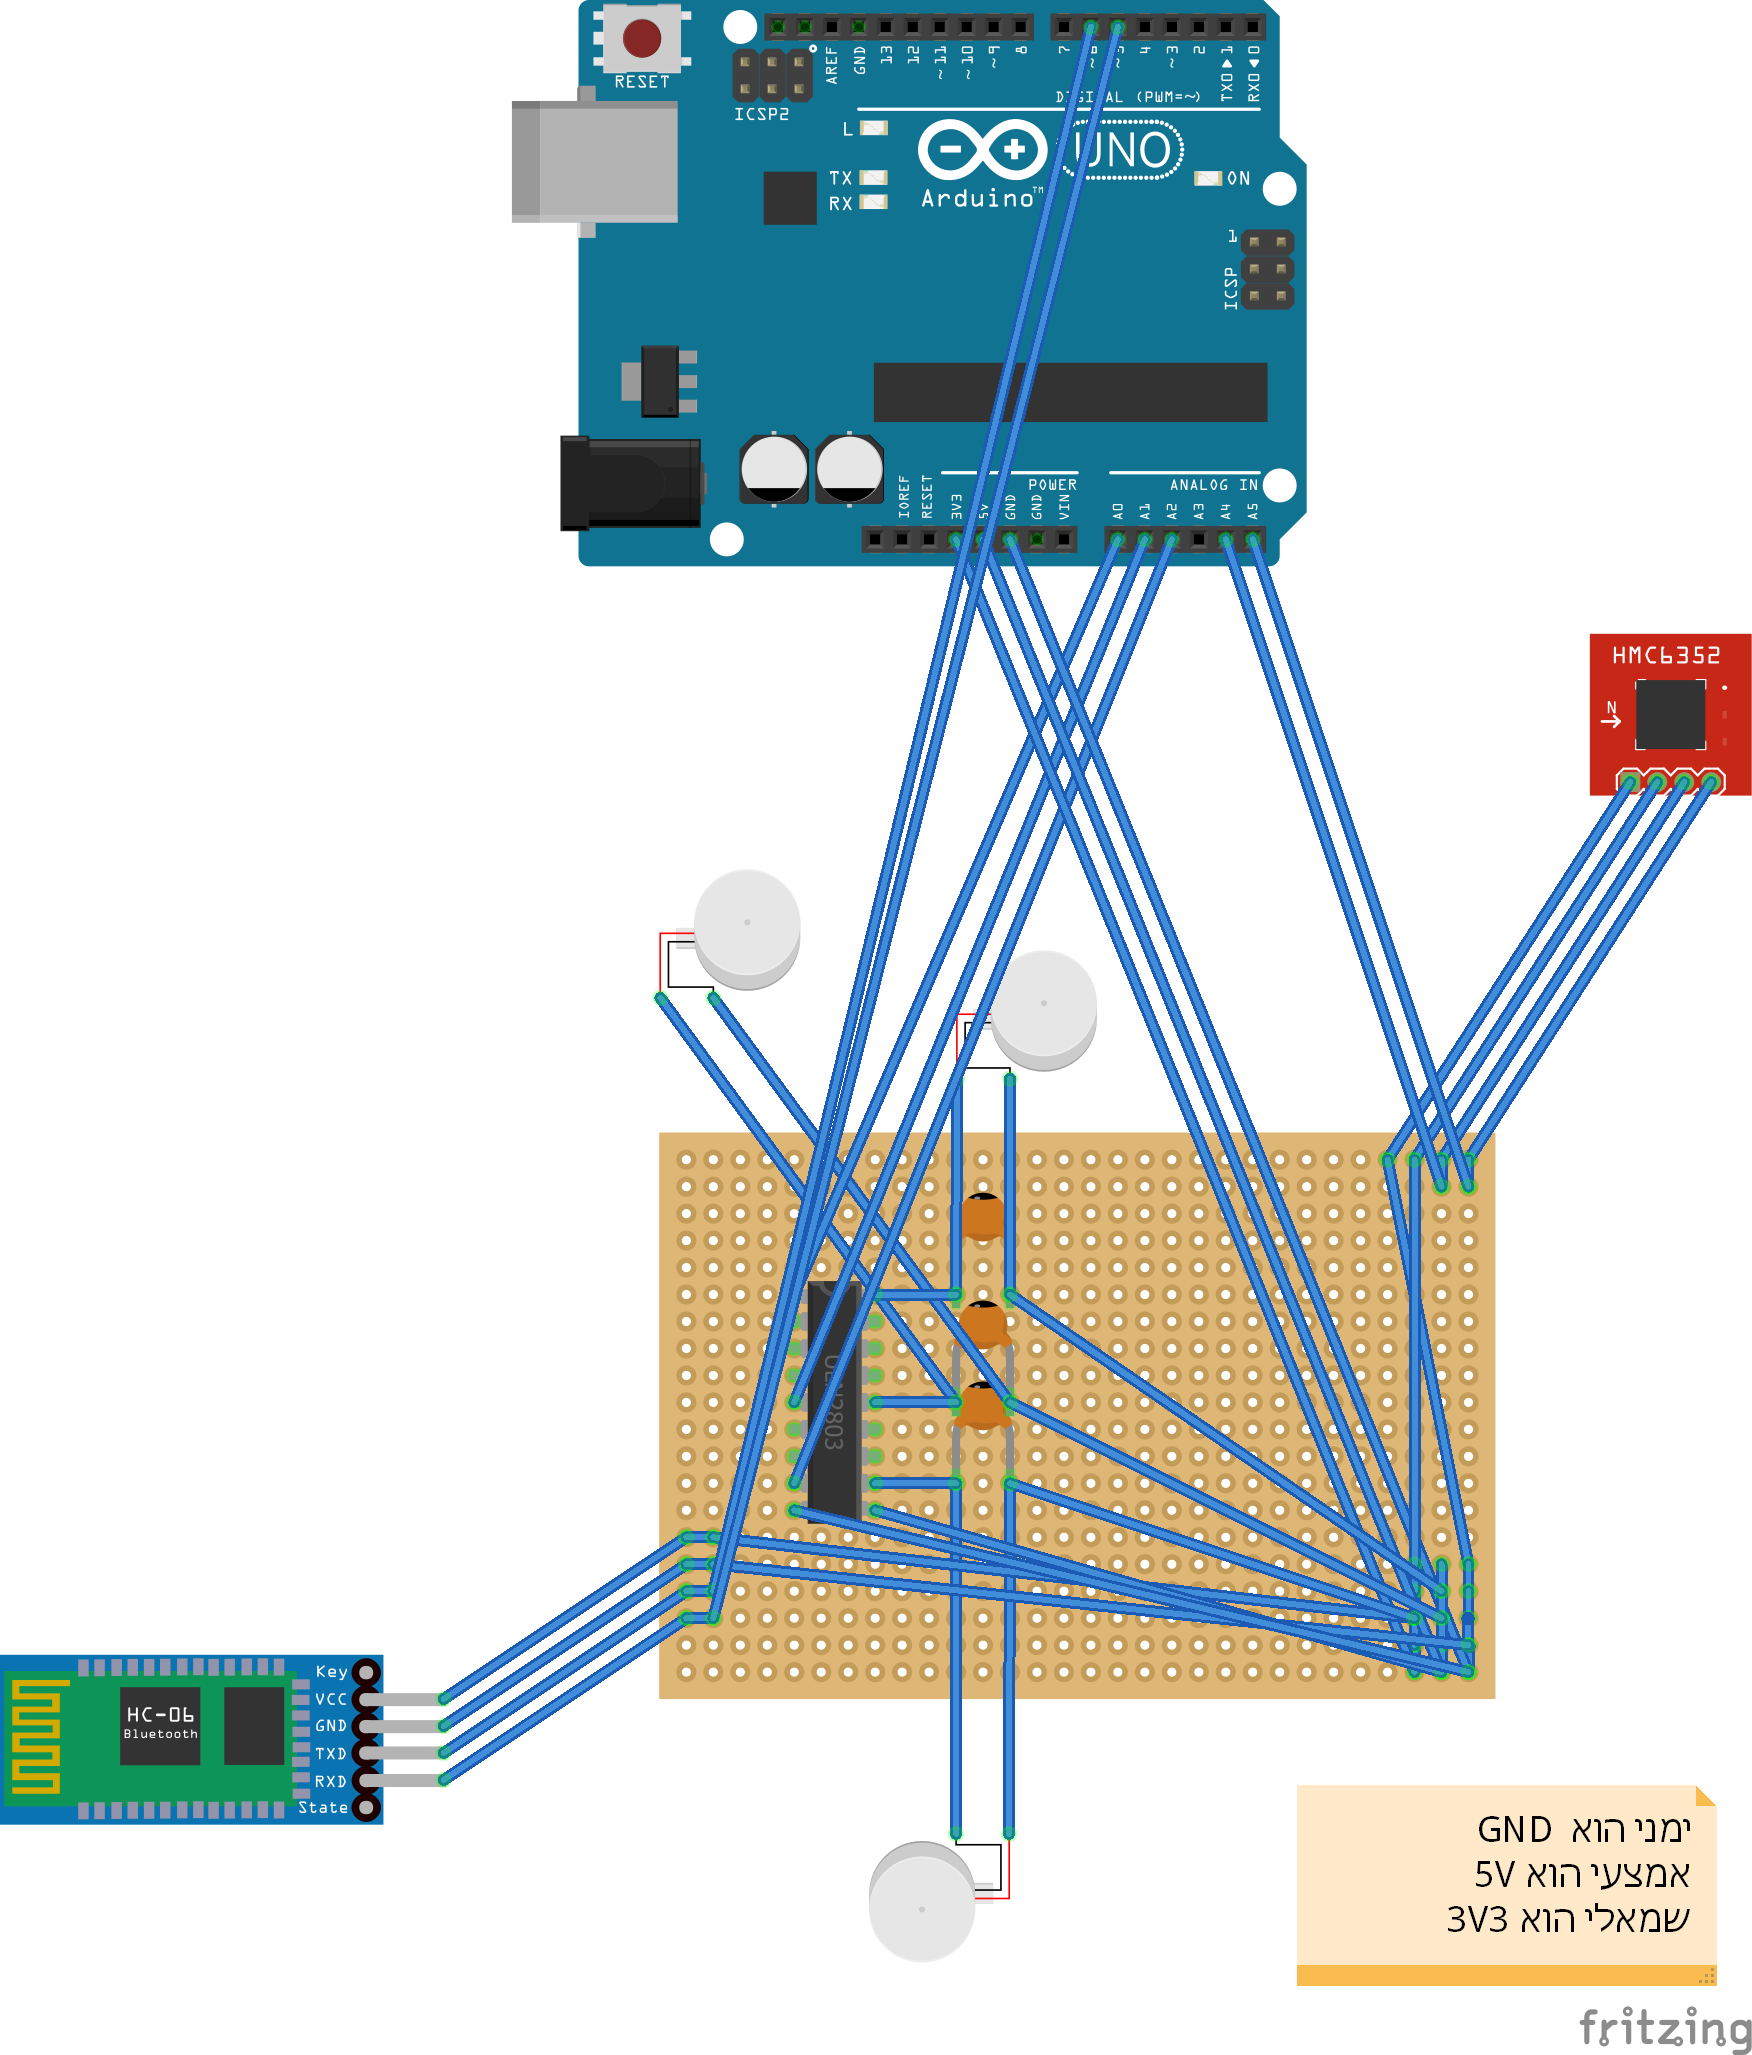 RESET
ICSP2
AREF
GND
13
12
~11
~10
~9
8
7
~6
~5
4
~3
2
TX0 ▶ 1
RX0 ◀ 0
DIGITAL (PWM=~)
L
TX
RX
Arduino™
UNO
ON
1
ICSP
IOREF
RESET
3V3
5V
GND
GND
VIN
POWER
ANALOG IN
A0
A1
A2
A3
A4
A5
HMC6352
N
ULN2803
Key
VCC
GND
TXD
RXD
State
HC-06
Bluetooth
ימני הוא GND
אמצעי הוא 5V
שמאלי הוא 3V3
fritzing